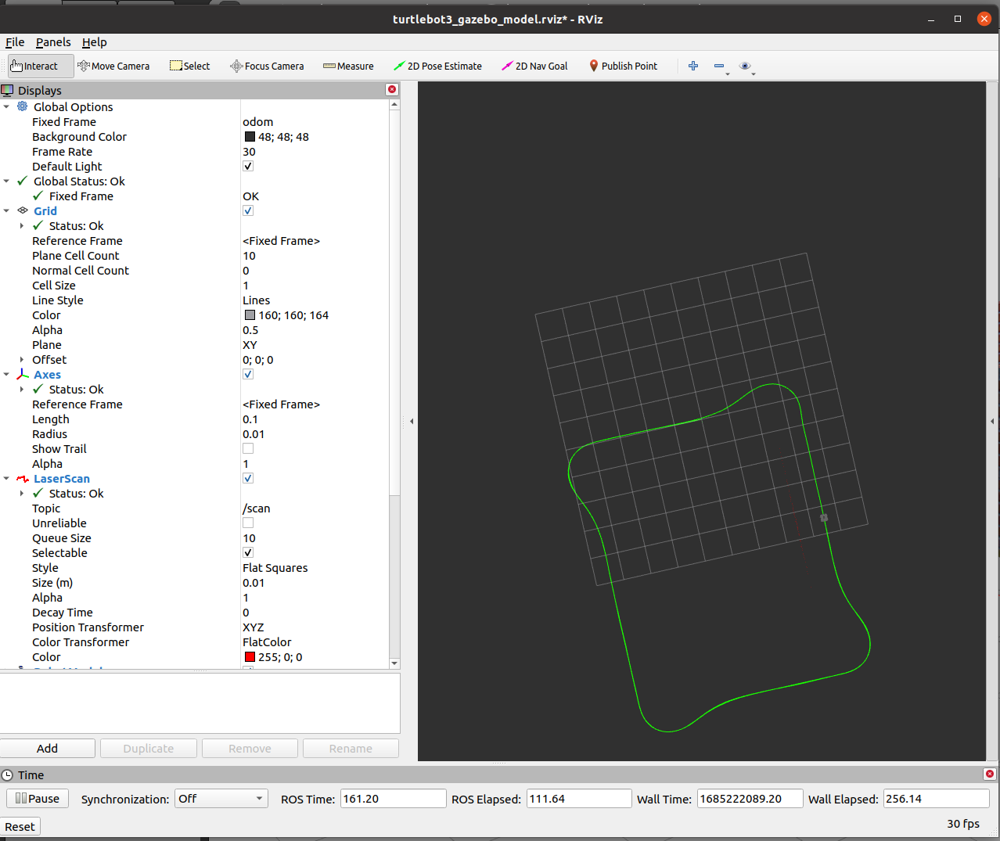 turtlebot3_gazebo_model.rviz* - RViz
File Panels Help
Interact Move Camera Select Focus Camera Measure 2D Pose Estimate 2D Nav Goal Publish Point
Displays
Global Options
Fixed Frame odom
Background Color 48; 48; 48
Frame Rate 30
Default Light
Global Status: Ok
Fixed Frame OK
Grid
Status: Ok
Reference Frame <Fixed Frame>
Plane Cell Count 10
Normal Cell Count 0
Cell Size 1
Line Style Lines
Color 160; 160; 164
Alpha 0.5
Plane XY
Offset 0; 0; 0
Axes
Status: Ok
Reference Frame <Fixed Frame>
Length 0.1
Radius 0.01
Show Trail
Alpha 1
LaserScan
Status: Ok
Topic /scan
Unreliable
Queue Size 10
Selectable
Style Flat Squares
Size (m) 0.01
Alpha 1
Decay Time 0
Position Transformer XYZ
Color Transformer FlatColor
Color 255; 0; 0
Add Duplicate Remove Rename
Time
Pause Synchronization: Off ROS Time: 161.20 ROS Elapsed: 111.64 Wall Time: 1685222089.20 Wall Elapsed: 256.14
Reset 30 fps